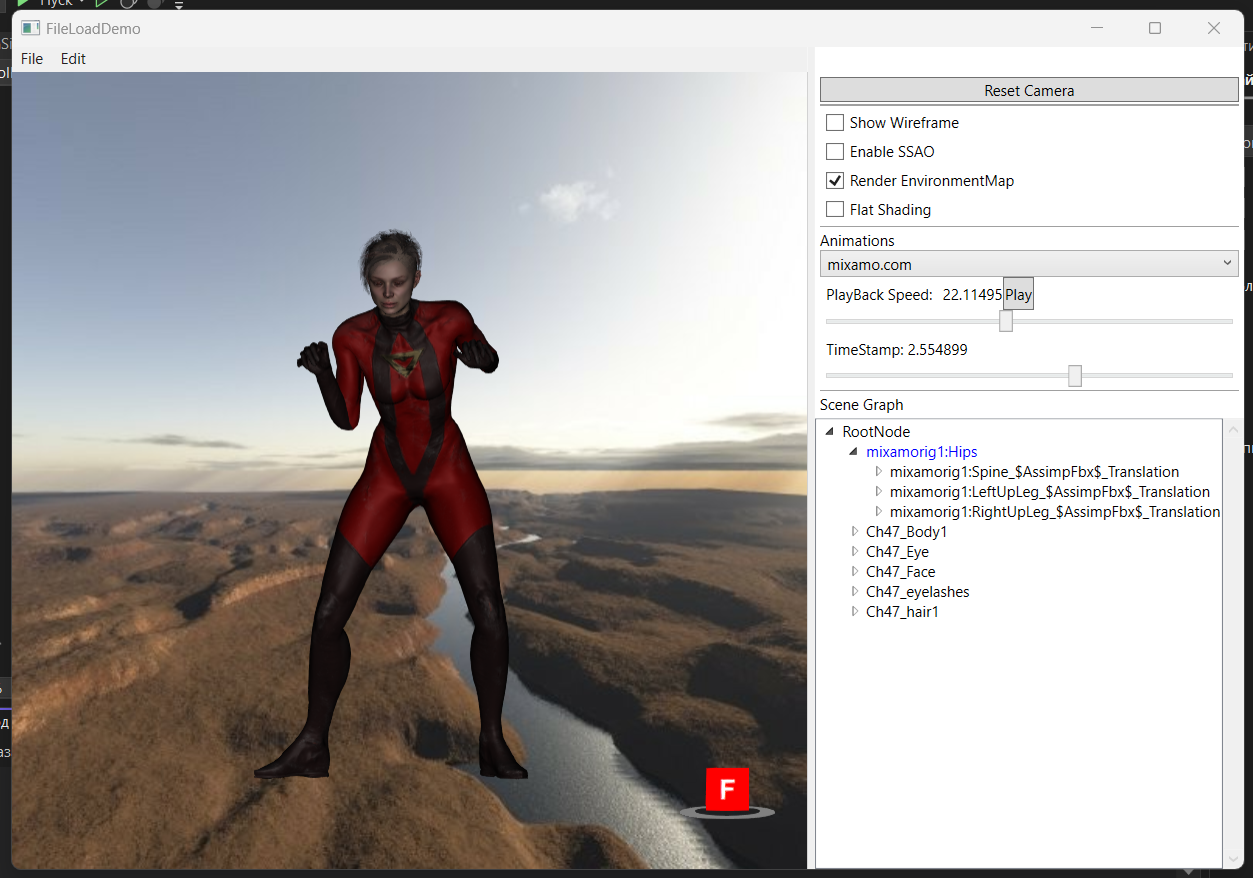 Пуск
FileLoadDemo
File Edit
Reset Camera
Show Wireframe
Enable SSAO
Render EnvironmentMap
Flat Shading
Animations
mixamo.com
PlayBack Speed: 22.11495 Play
TimeStamp: 2.554899
Scene Graph
RootNode
mixamorig1:Hips
mixamorig1:Spine_$AssimpFbx$_Translation
mixamorig1:LeftUpLeg_$AssimpFbx$_Translation
mixamorig1:RightUpLeg_$AssimpFbx$_Translation
Ch47_Body1
Ch47_Eye
Ch47_Face
Ch47_eyelashes
Ch47_hair1
F